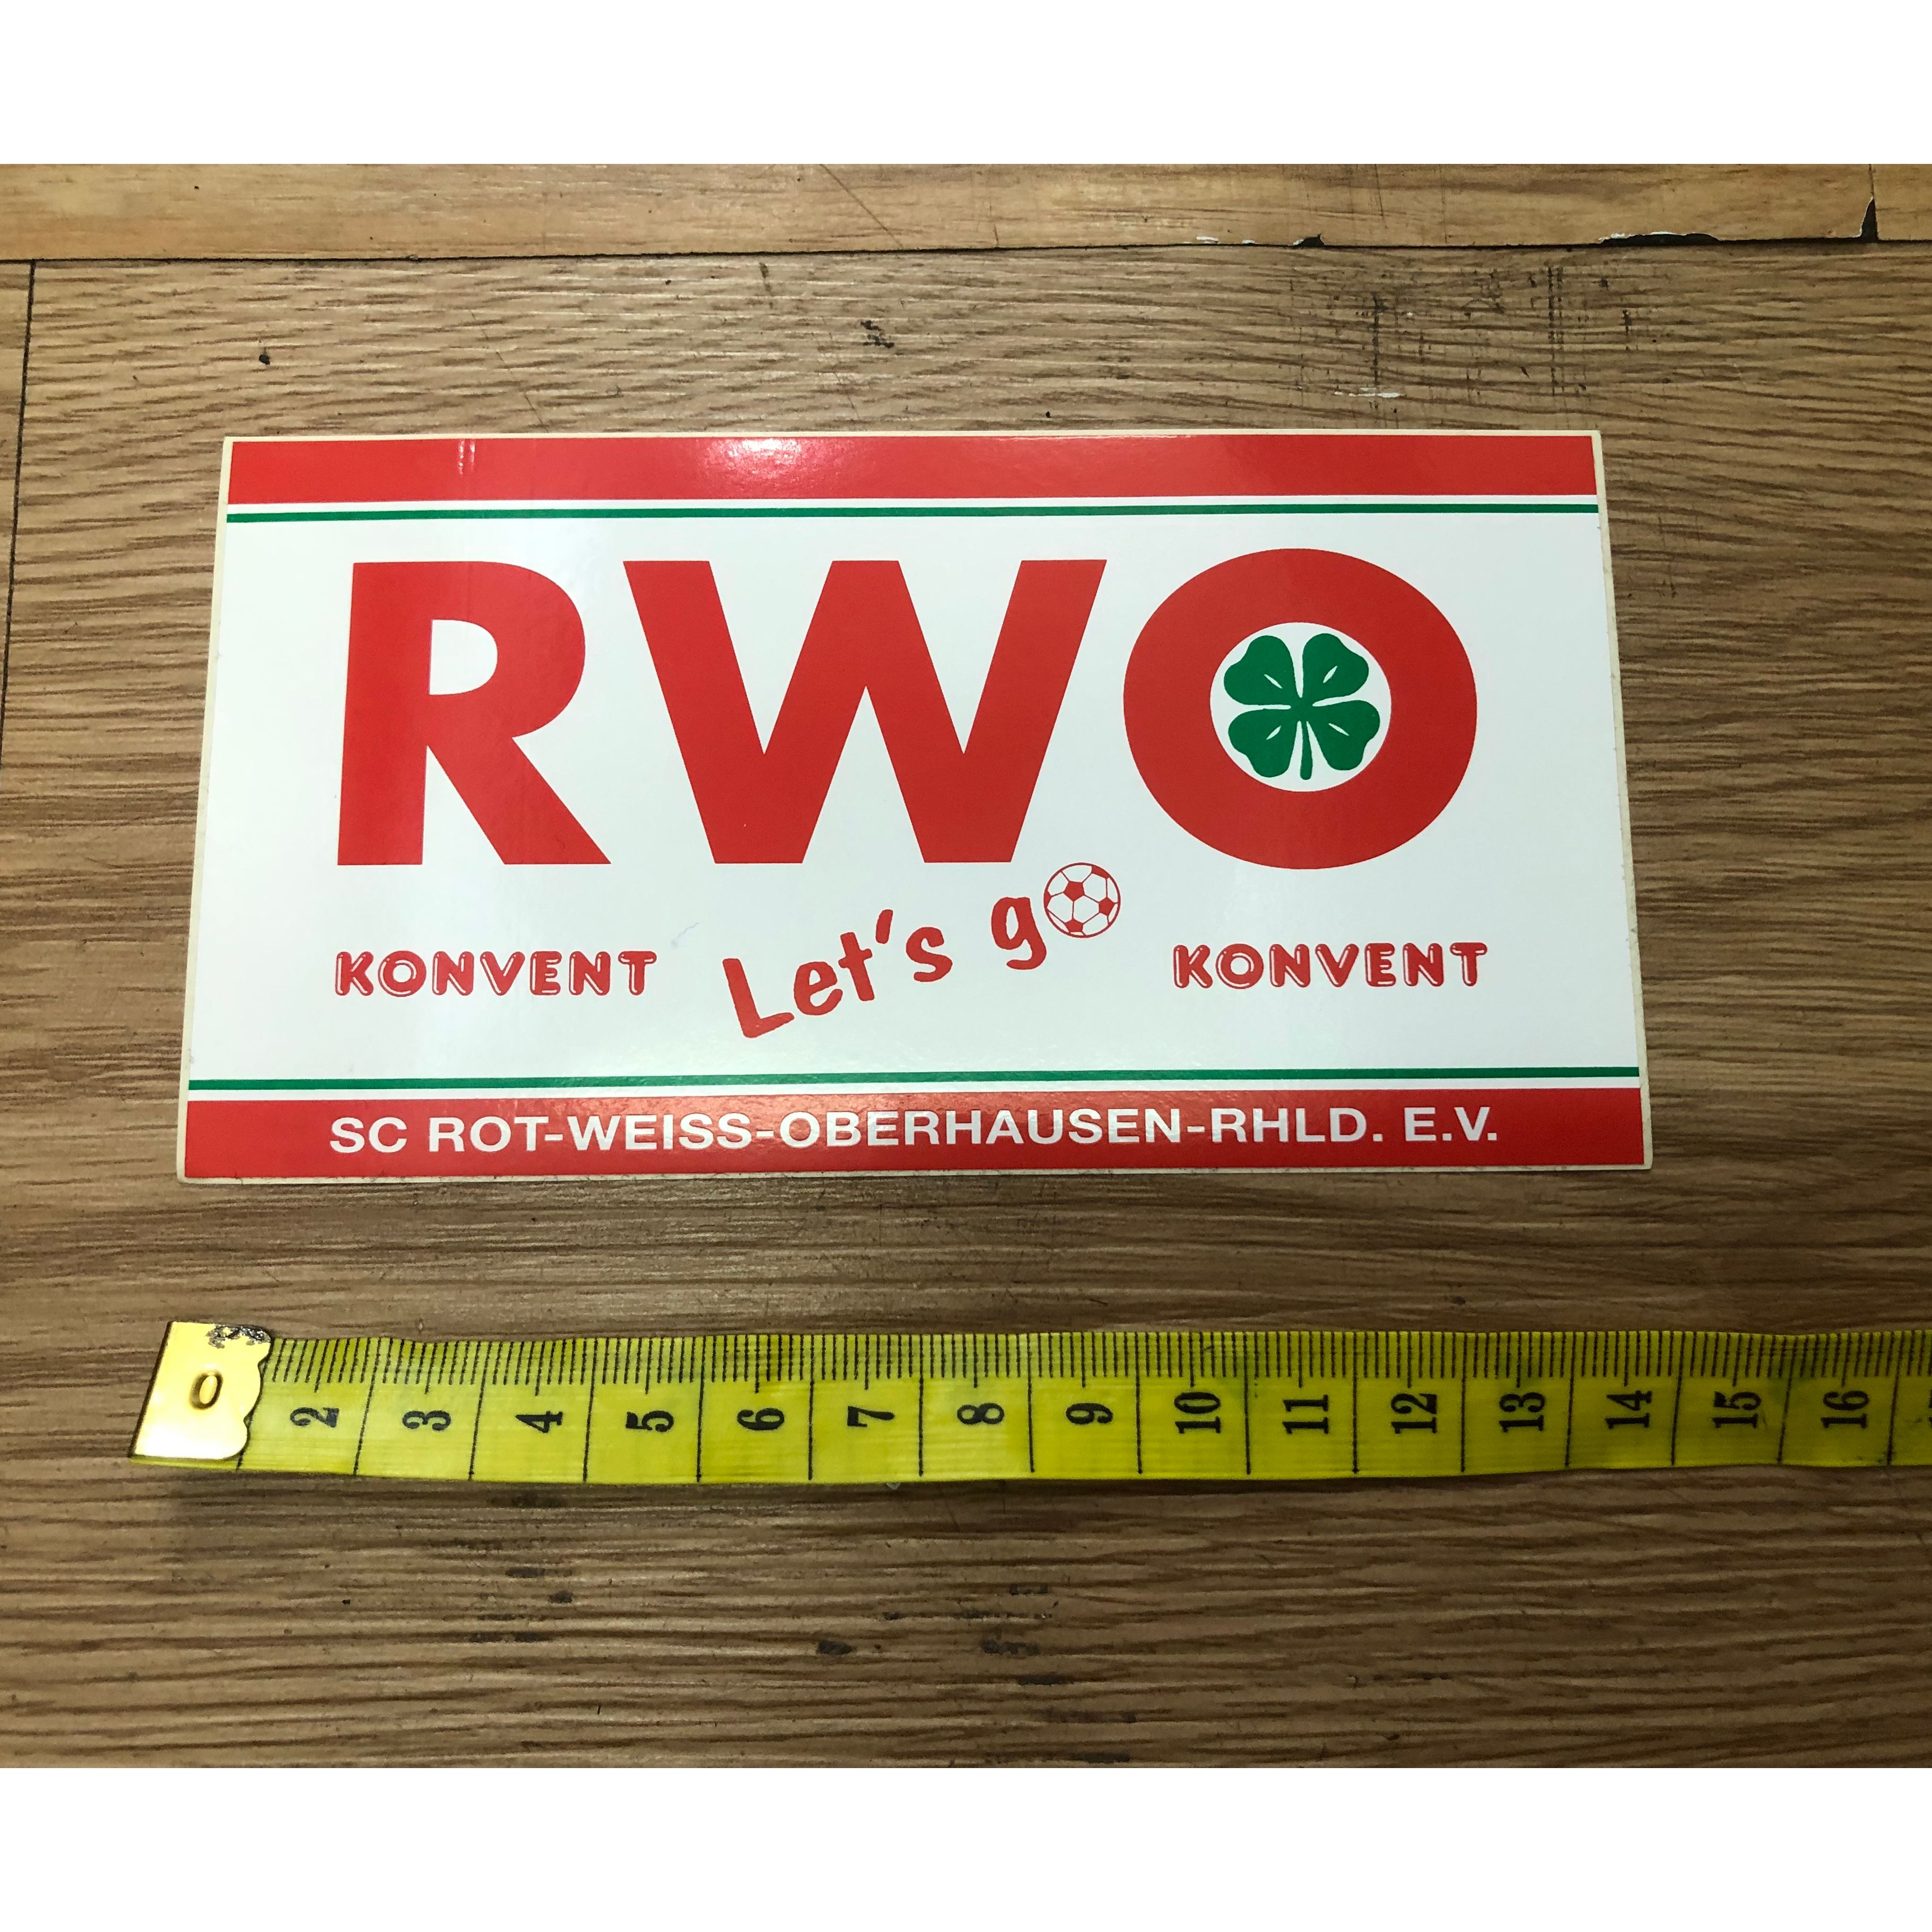 RWO
KONVENT Let's go KONVENT
SC ROT-WEISS-OBERHAUSEN-RHLD. E.V.
0 2 3 4 5 6 7 8 9 10 11 12 13 14 15 16